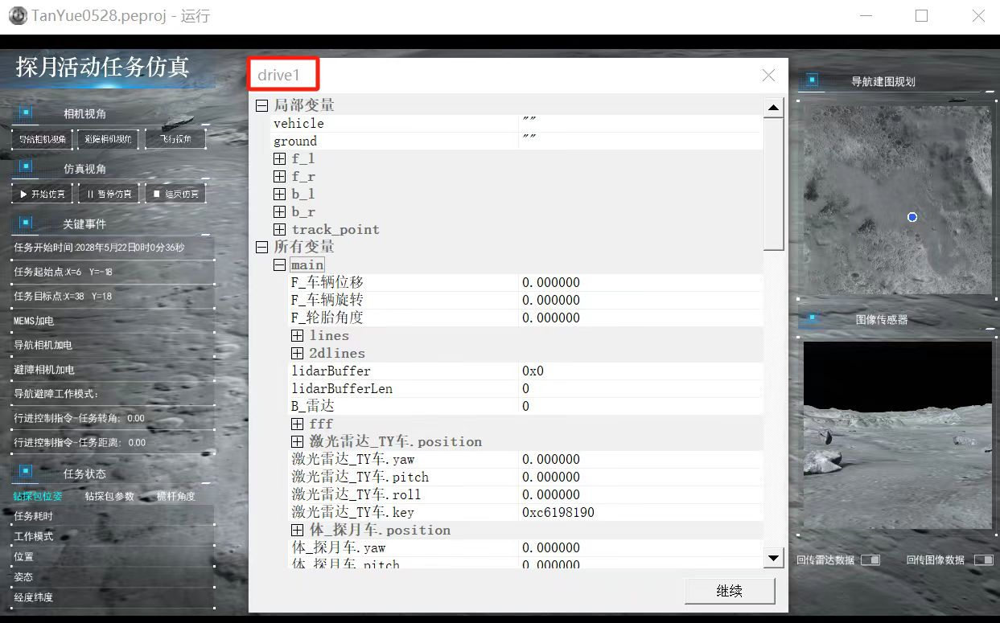 TanYue0528.peproj - 运行
探月活动任务仿真
相机视角
导航相机视角 避障相机视角 飞行视角
仿真视角
开始仿真 暂停仿真 结束仿真
关键事件
任务开始时间:2028年5月22日0时0分36秒
任务起始点:X=6 Y=-18
任务目标点:X=38 Y=18
MEMS加电
导航相机加电
避障相机加电
导航避障工作模式:
行进控制指令-任务转角: 0.00
行进控制指令-任务距离: 0.00
任务状态
钻探包位姿 钻探包参数 桅杆角度
任务耗时
工作模式
位置
姿态
经度纬度
drive1
局部变量
vehicle ""
ground ""
f_l
f_r
b_l
b_r
track_point
所有变量
main
F_车辆位移 0.000000
F_车辆旋转 0.000000
F_轮胎角度 0.000000
lines
2dlines
lidarBuffer 0x0
lidarBufferLen 0
B_雷达 0
fff
激光雷达_TY车.position
激光雷达_TY车.yaw 0.000000
激光雷达_TY车.pitch 0.000000
激光雷达_TY车.roll 0.000000
激光雷达_TY车.key 0xc6198190
体_探月车.position
体_探月车.yaw 0.000000
体_探月车.pitch 0.000000
继续
导航建图规划
图像传感器
回传雷达数据 回传图像数据